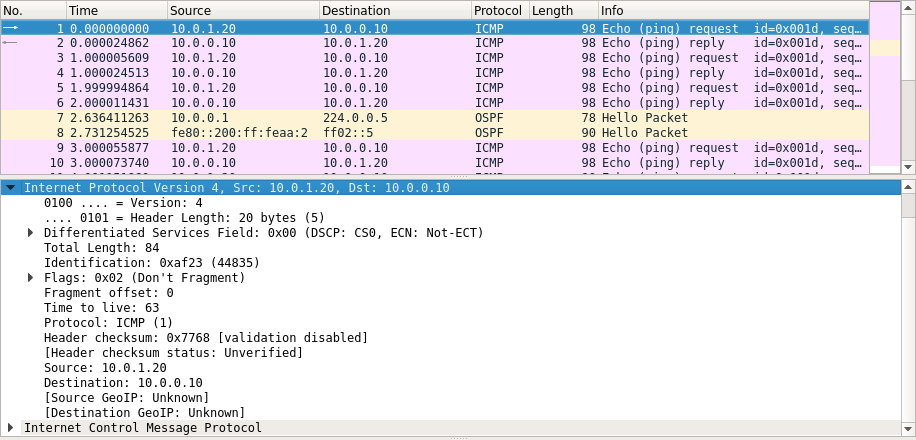 No. Time Source Destination Protocol Length Info
1 0.000000000 10.0.1.20 10.0.0.10 ICMP 98 Echo (ping) request id=0x001d, seq…
2 0.000024862 10.0.0.10 10.0.1.20 ICMP 98 Echo (ping) reply id=0x001d, seq…
3 1.000005609 10.0.1.20 10.0.0.10 ICMP 98 Echo (ping) request id=0x001d, seq…
4 1.000024513 10.0.0.10 10.0.1.20 ICMP 98 Echo (ping) reply id=0x001d, seq…
5 1.999994864 10.0.1.20 10.0.0.10 ICMP 98 Echo (ping) request id=0x001d, seq…
6 2.000011431 10.0.0.10 10.0.1.20 ICMP 98 Echo (ping) reply id=0x001d, seq…
7 2.636411263 10.0.0.1 224.0.0.5 OSPF 78 Hello Packet
8 2.731254525 fe80::200:ff:feaa:2 ff02::5 OSPF 90 Hello Packet
9 3.000055877 10.0.1.20 10.0.0.10 ICMP 98 Echo (ping) request id=0x001d, seq…
10 3.000073740 10.0.0.10 10.0.1.20 ICMP 98 Echo (ping) reply id=0x001d, seq…
Internet Protocol Version 4, Src: 10.0.1.20, Dst: 10.0.0.10
0100 .... = Version: 4
.... 0101 = Header Length: 20 bytes (5)
Differentiated Services Field: 0x00 (DSCP: CS0, ECN: Not-ECT)
Total Length: 84
Identification: 0xaf23 (44835)
Flags: 0x02 (Don't Fragment)
Fragment offset: 0
Time to live: 63
Protocol: ICMP (1)
Header checksum: 0x7768 [validation disabled]
[Header checksum status: Unverified]
Source: 10.0.1.20
Destination: 10.0.0.10
[Source GeoIP: Unknown]
[Destination GeoIP: Unknown]
Internet Control Message Protocol